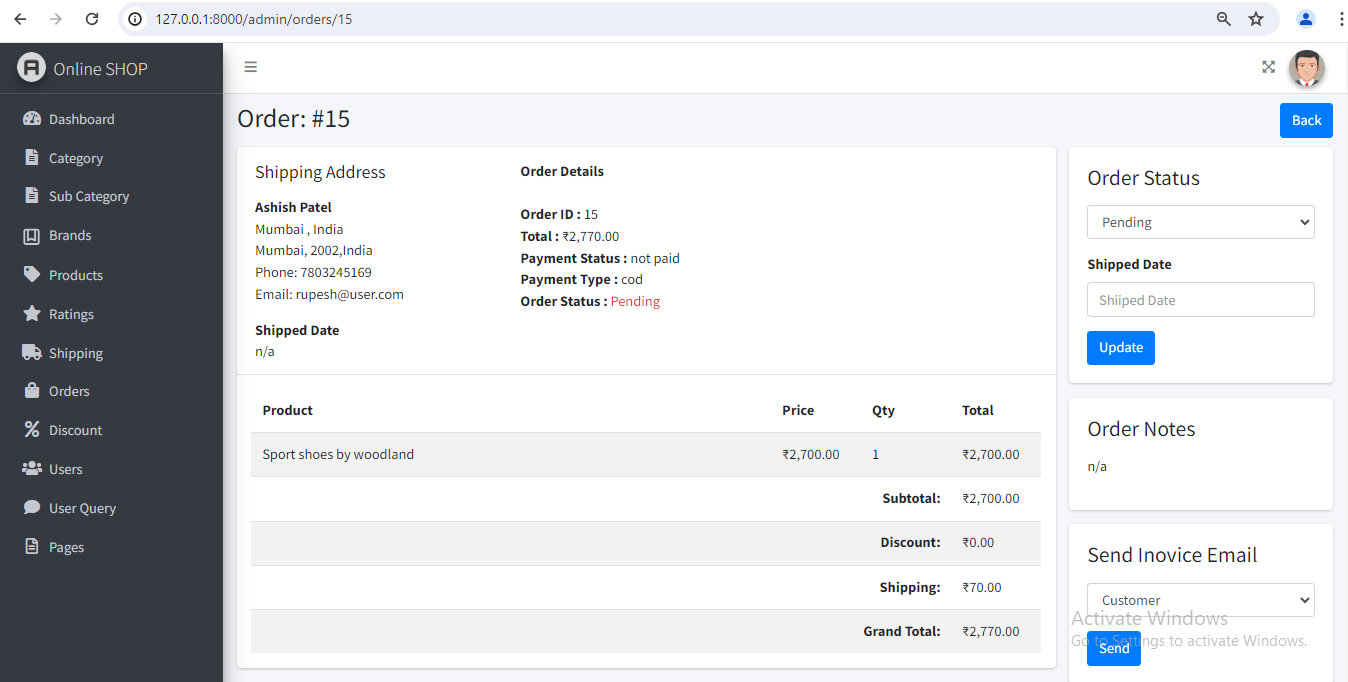 127.0.0.1:8000/admin/orders/15
Online SHOP
Dashboard
Category
Sub Category
Brands
Products
Ratings
Shipping
Orders
Discount
Users
User Query
Pages
Order: #15
Back
Shipping Address
Ashish Patel
Mumbai , India
Mumbai, 2002,India
Phone: 7803245169
Email: rupesh@user.com
Shipped Date
n/a
Order Details
Order ID : 15
Total : ₹2,770.00
Payment Status : not paid
Payment Type : cod
Order Status : Pending
Product Price Qty Total
Sport shoes by woodland ₹2,700.00 1 ₹2,700.00
Subtotal: ₹2,700.00
Discount: ₹0.00
Shipping: ₹70.00
Grand Total: ₹2,770.00
Order Status
Pending
Shipped Date
Shiiped Date
Update
Order Notes
n/a
Send Inovice Email
Customer
Send
Activate Windows
Go to Settings to activate Windows.